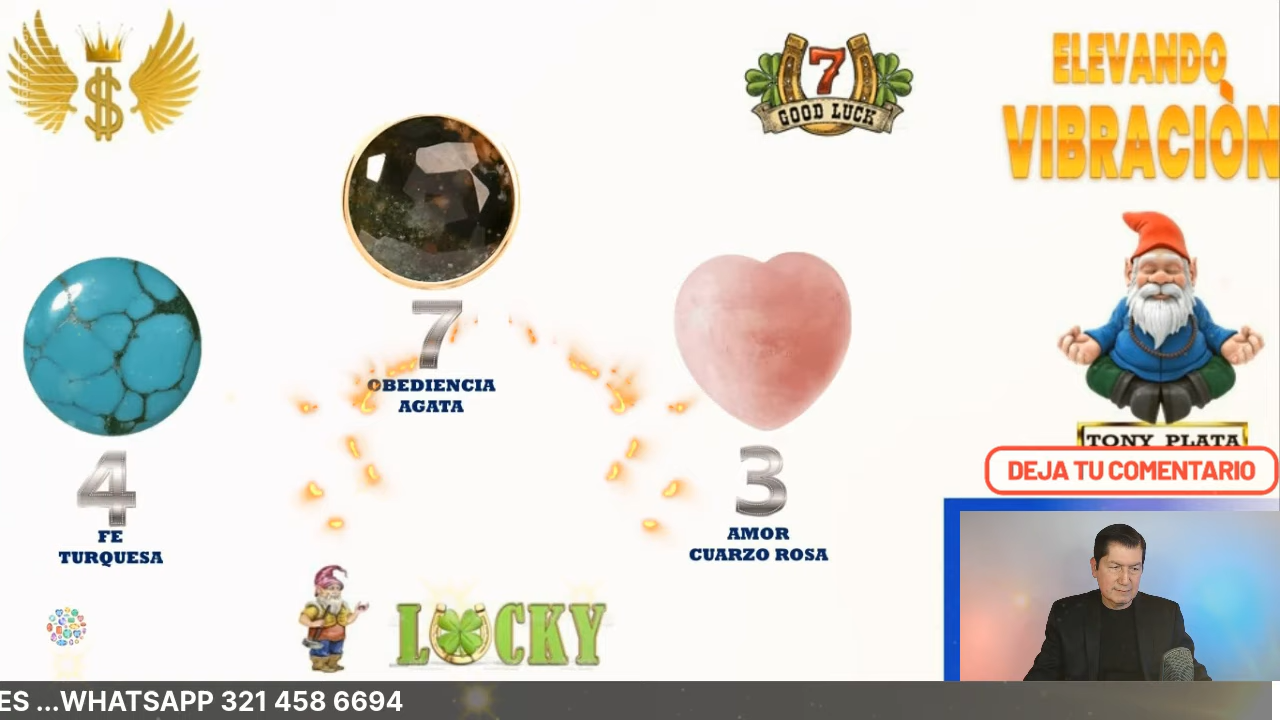 7
GOOD LUCK
ELEVANDO
VIBRACIÒN
7
OBEDIENCIA
AGATA
4
FE
TURQUESA
3
AMOR
CUARZO ROSA
TONY PLATA
DEJA TU COMENTARIO
LUCKY
ES ...WHATSAPP 321 458 6694